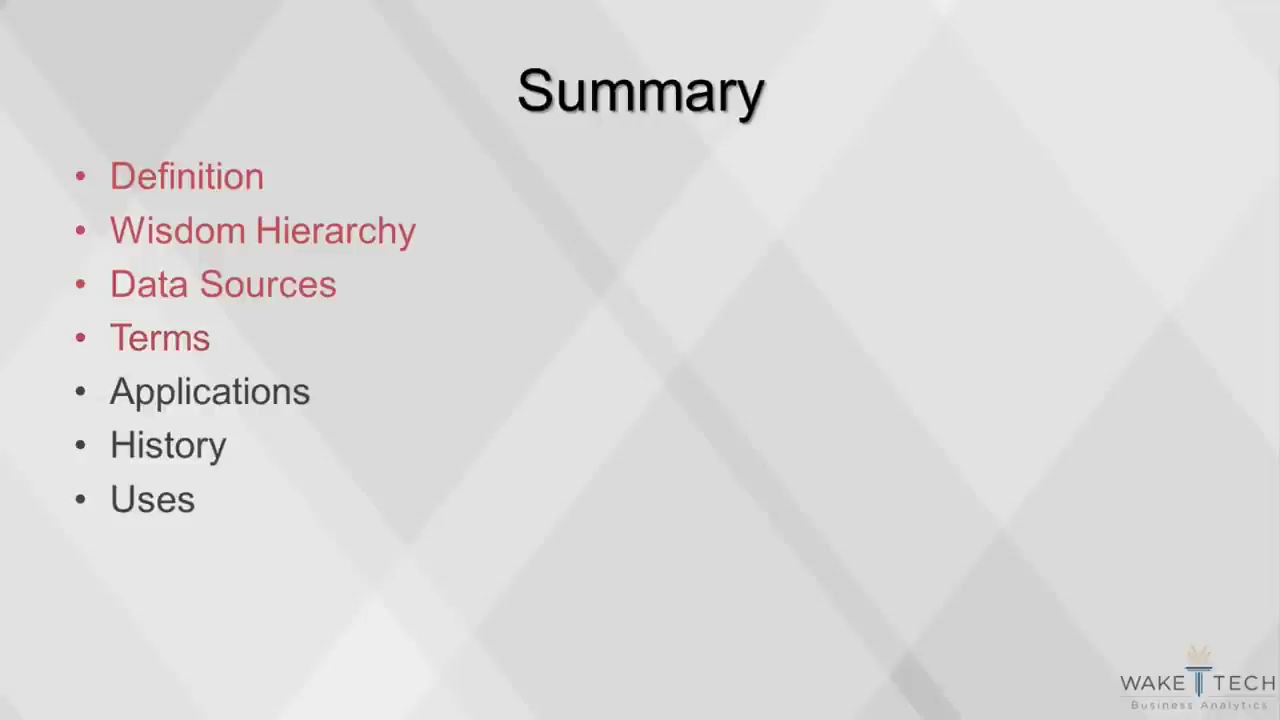 Summary
• Definition
• Wisdom Hierarchy
• Data Sources
• Terms
• Applications
• History
• Uses
WAKE TECH
Business Analytics